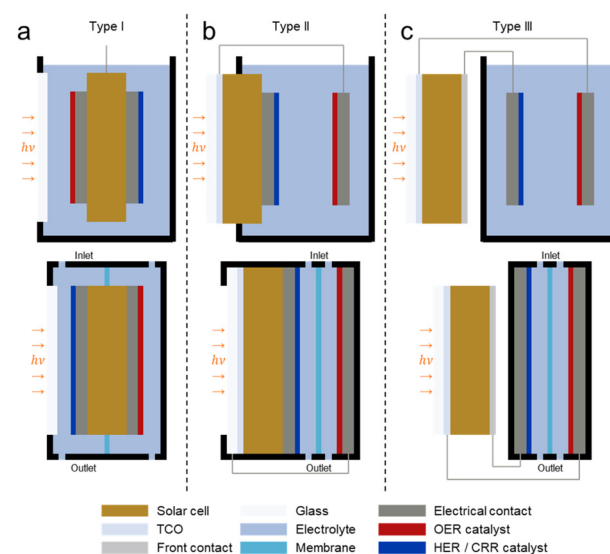 a Type I
b Type II
c Type III
hν
hν
hν
Inlet
Inlet
Inlet
hν
hν
hν
Outlet
Outlet
Outlet
Solar cell
Glass
Electrical contact
TCO
Electrolyte
OER catalyst
Front contact
Membrane
HER / CRR catalyst